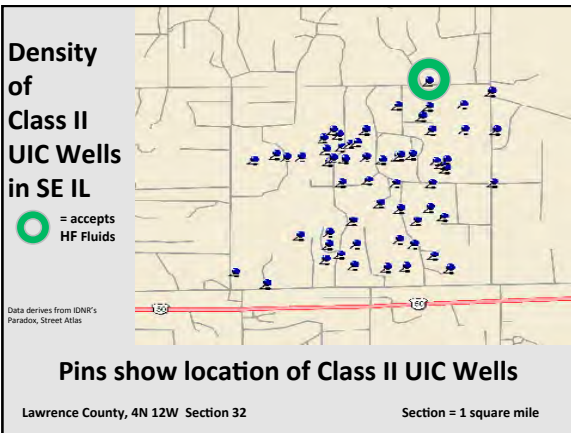 Density
of
Class II
UIC Wells
in SE IL
= accepts
HF Fluids
Data derives from IDNR's
Paradox, Street Atlas
50
50
Pins show location of Class II UIC Wells
Lawrence County, 4N 12W Section 32
Section = 1 square mile